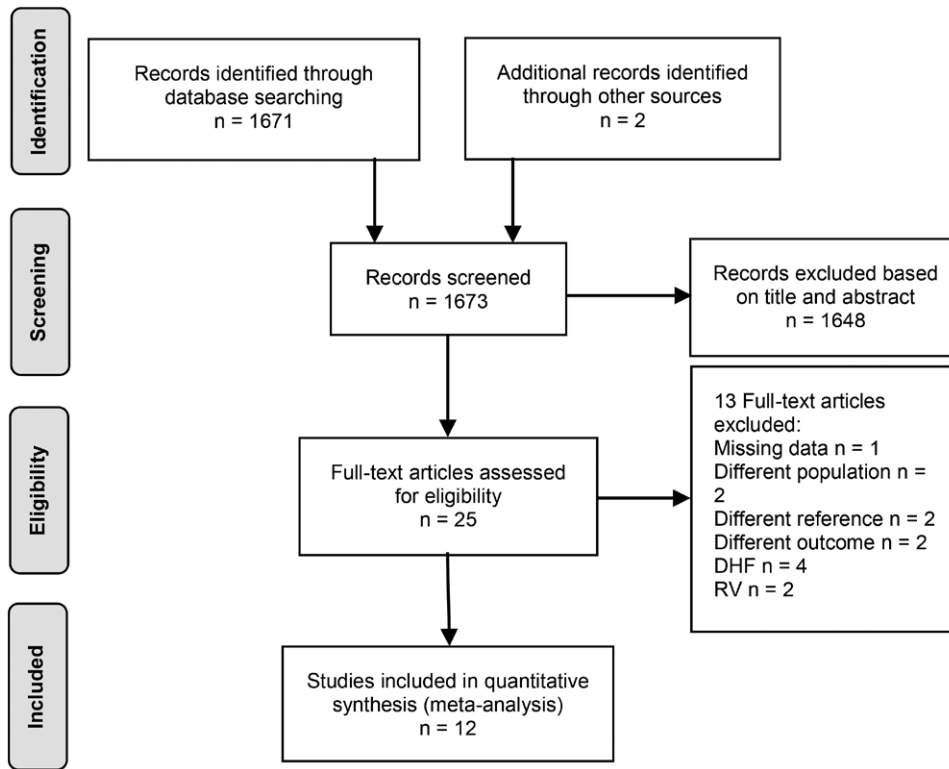 Identification
Records identified through
database searching
n = 1671
Additional records identified
through other sources
n = 2
Screening
Records screened
n = 1673
Records excluded based
on title and abstract
n = 1648
Eligibility
Full-text articles assessed
for eligibility
n = 25
13 Full-text articles
excluded:
Missing data n = 1
Different population n =
2
Different reference n = 2
Different outcome n = 2
DHF n = 4
RV n = 2
Included
Studies included in quantitative
synthesis (meta-analysis)
n = 12